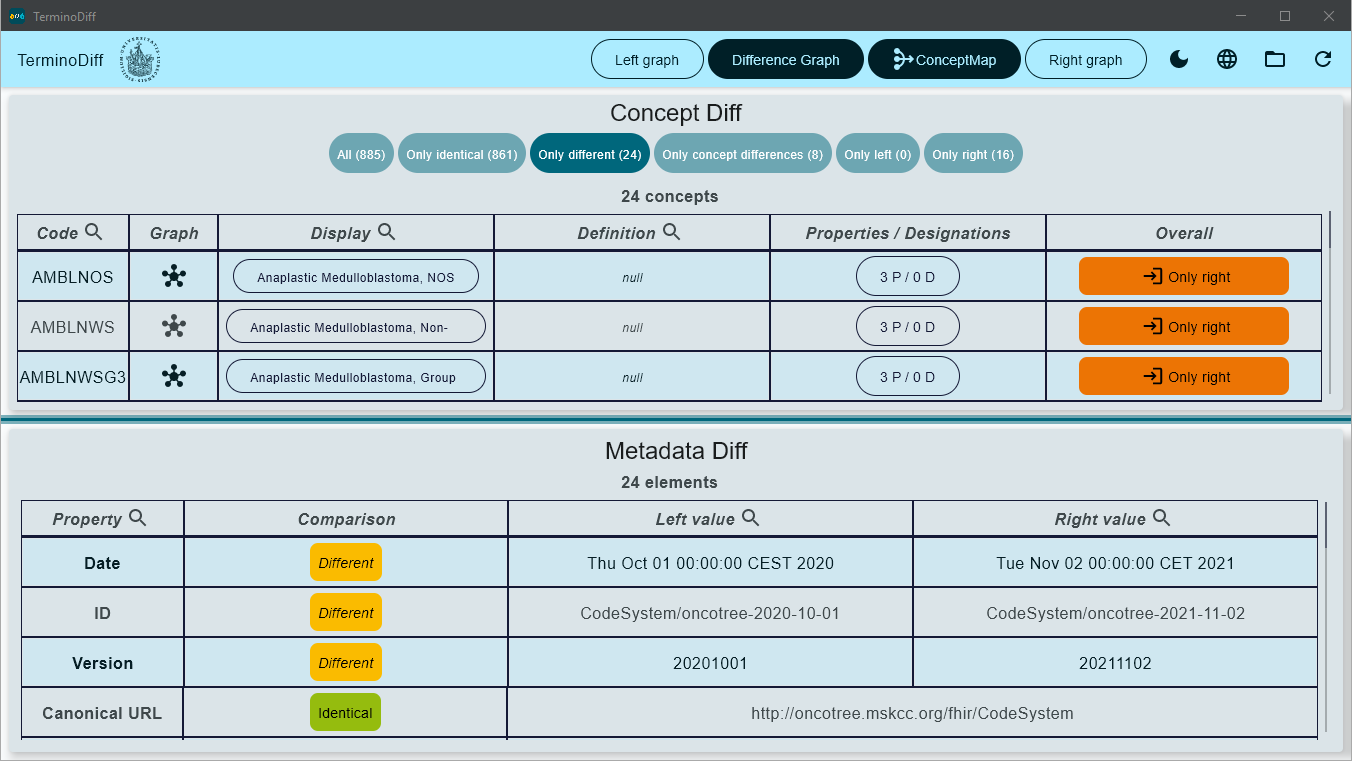 TerminoDiff
TerminoDiff Left graph Difference Graph ConceptMap Right graph
Concept Diff
All (885) Only identical (861) Only different (24) Only concept differences (8) Only left (0) Only right (16)
24 concepts
Code Graph Display Definition Properties / Designations Overall
AMBLNOS Anaplastic Medulloblastoma, NOS null 3 P / 0 D Only right
AMBLNWS Anaplastic Medulloblastoma, Non- null 3 P / 0 D Only right
AMBLNWSG3 Anaplastic Medulloblastoma, Group null 3 P / 0 D Only right
Metadata Diff
24 elements
Property Comparison Left value Right value
Date Different Thu Oct 01 00:00:00 CEST 2020 Tue Nov 02 00:00:00 CET 2021
ID Different CodeSystem/oncotree-2020-10-01 CodeSystem/oncotree-2021-11-02
Version Different 20201001 20211102
Canonical URL Identical http://oncotree.mskcc.org/fhir/CodeSystem